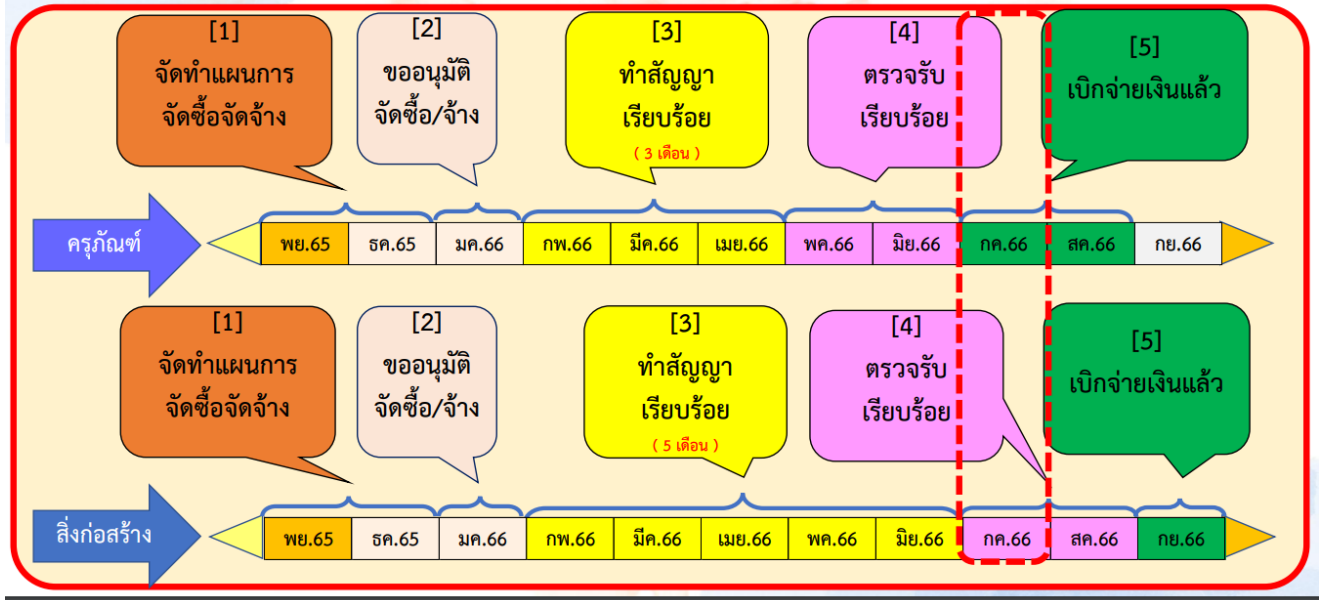 [1]
จัดทำแผนการ
จัดซื้อจัดจ้าง
[2]
ขออนุมัติ
จัดซื้อ/จ้าง
[3]
ทำสัญญา
เรียบร้อย
( 3 เดือน )
[4]
ตรวจรับ
เรียบร้อย
[5]
เบิกจ่ายเงินแล้ว
ครุภัณฑ์
พย.65 ธค.65 มค.66 กพ.66 มีค.66 เมย.66 พค.66 มิย.66 กค.66 สค.66 กย.66
[1]
จัดทำแผนการ
จัดซื้อจัดจ้าง
[2]
ขออนุมัติ
จัดซื้อ/จ้าง
[3]
ทำสัญญา
เรียบร้อย
( 5 เดือน )
[4]
ตรวจรับ
เรียบร้อย
[5]
เบิกจ่ายเงินแล้ว
สิ่งก่อสร้าง
พย.65 ธค.65 มค.66 กพ.66 มีค.66 เมย.66 พค.66 มิย.66 กค.66 สค.66 กย.66